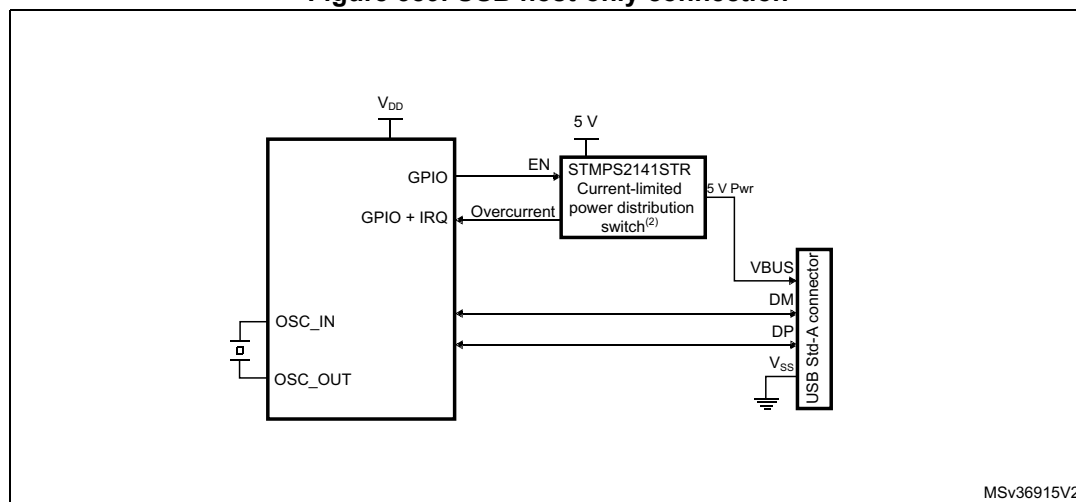 Figure USB host-only connection
VDD
5 V
GPIO
EN
STMPS2141STR
Current-limited
power distribution
switch(2)
5 V Pwr
GPIO + IRQ
Overcurrent
VBUS
DM
DP
VSS
USB Std-A connector
OSC_IN
OSC_OUT
MSv36915V2